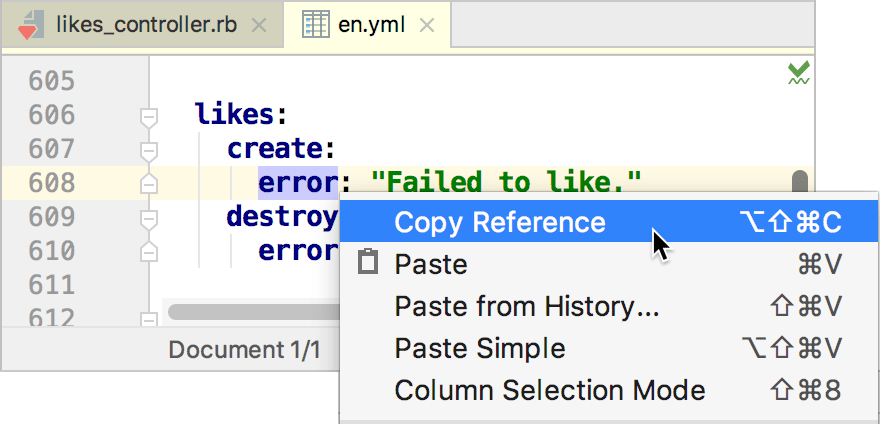 likes_controller.rb en.yml
605
606 likes:
607 create:
608 error: "Failed to like."
609 destroy
610 error
611
612
Copy Reference ⌥⇧⌘C
Paste ⌘V
Paste from History... ⇧⌘V
Paste Simple ⌥⇧⌘V
Column Selection Mode ⇧⌘8
Document 1/1